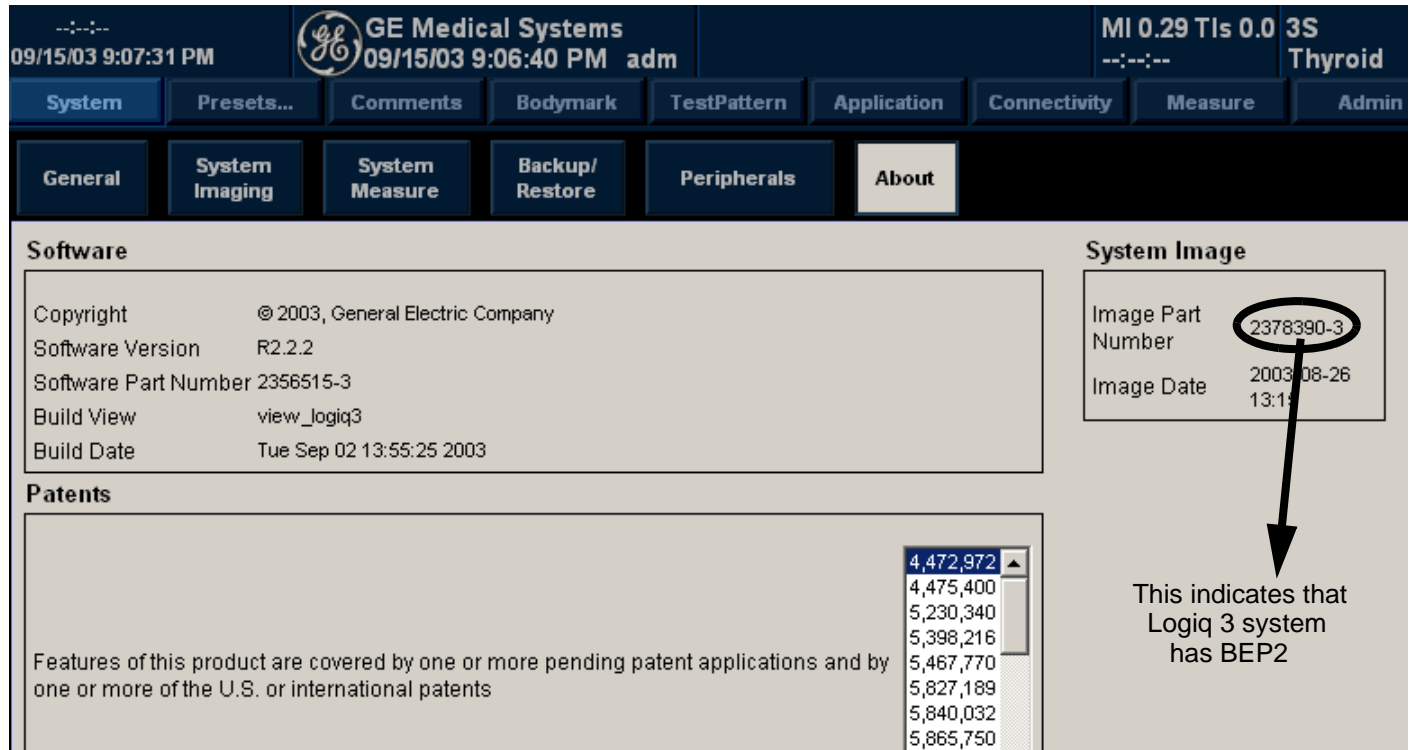 --:--:--
09/15/03 9:07:31 PM
GE Medical Systems
09/15/03 9:06:40 PM adm
MI 0.29 TIs 0.0 3S
--:--:-- Thyroid
System Presets... Comments Bodymark TestPattern Application Connectivity Measure Admin
General
System
Imaging
System
Measure
Backup/
Restore
Peripherals
About
Software
Copyright © 2003, General Electric Company
Software Version R2.2.2
Software Part Number 2356515-3
Build View view_logiq3
Build Date Tue Sep 02 13:55:25 2003
System Image
Image Part
Number
2378390-3
Image Date
2003-08-26
This indicates that
Logiq 3 system
has BEP2
Patents
Features of this product are covered by one or more pending patent applications and by
one or more of the U.S. or international patents
4,472,972
4,475,400
5,230,340
5,398,216
5,467,770
5,827,189
5,840,032
5,865,750